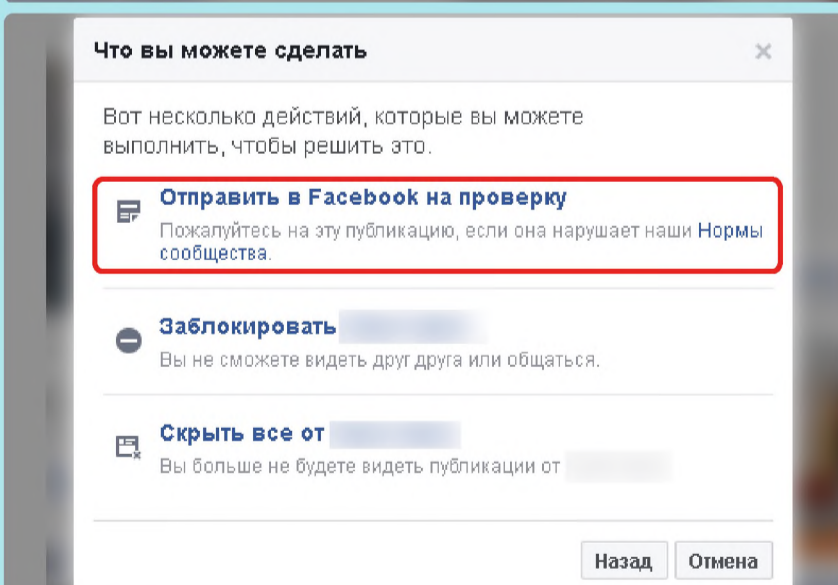 Что вы можете сделать
Вот несколько действий, которые вы можете
выполнить, чтобы решить это.
Отправить в Facebook на проверку
Пожалуйтесь на эту публикацию, если она нарушает наши Нормы
сообщества.
Заблокировать
Вы не сможете видеть друг друга или общаться.
Скрыть все от
Вы больше не будете видеть публикации от
Назад Отмена